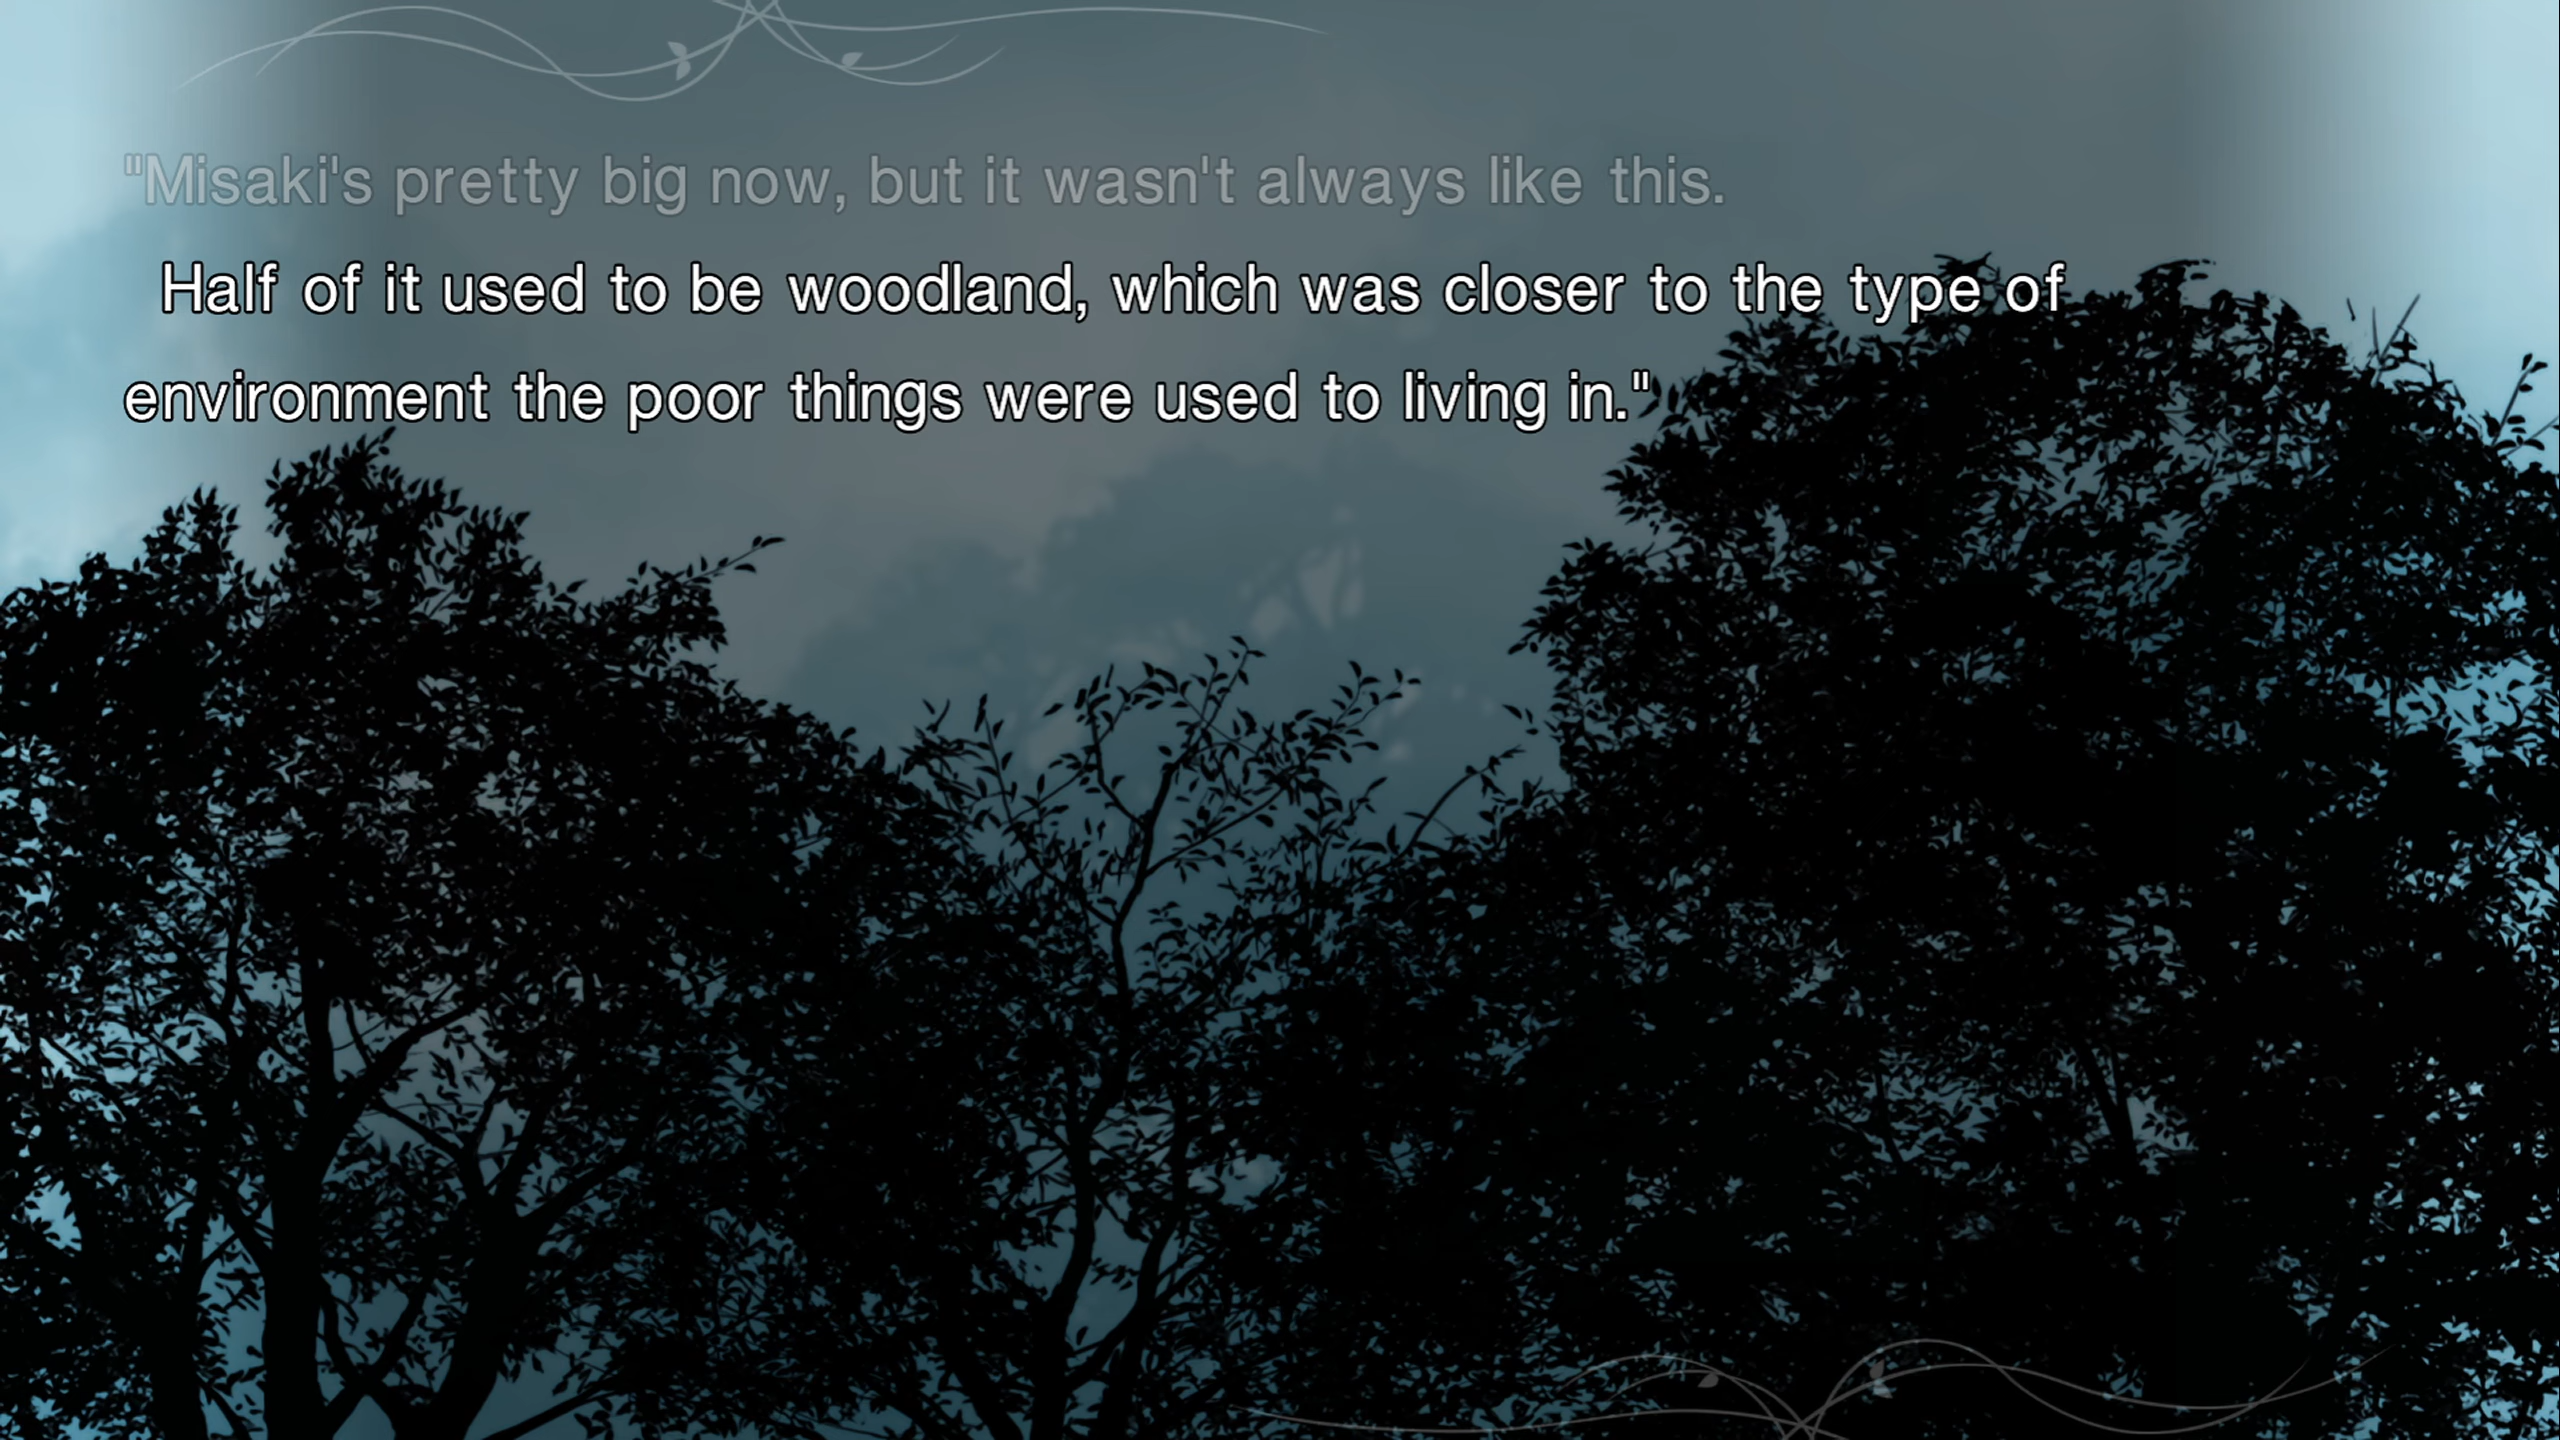 "Misaki's pretty big now, but it wasn't always like this.
Half of it used to be woodland, which was closer to the type of
environment the poor things were used to living in."